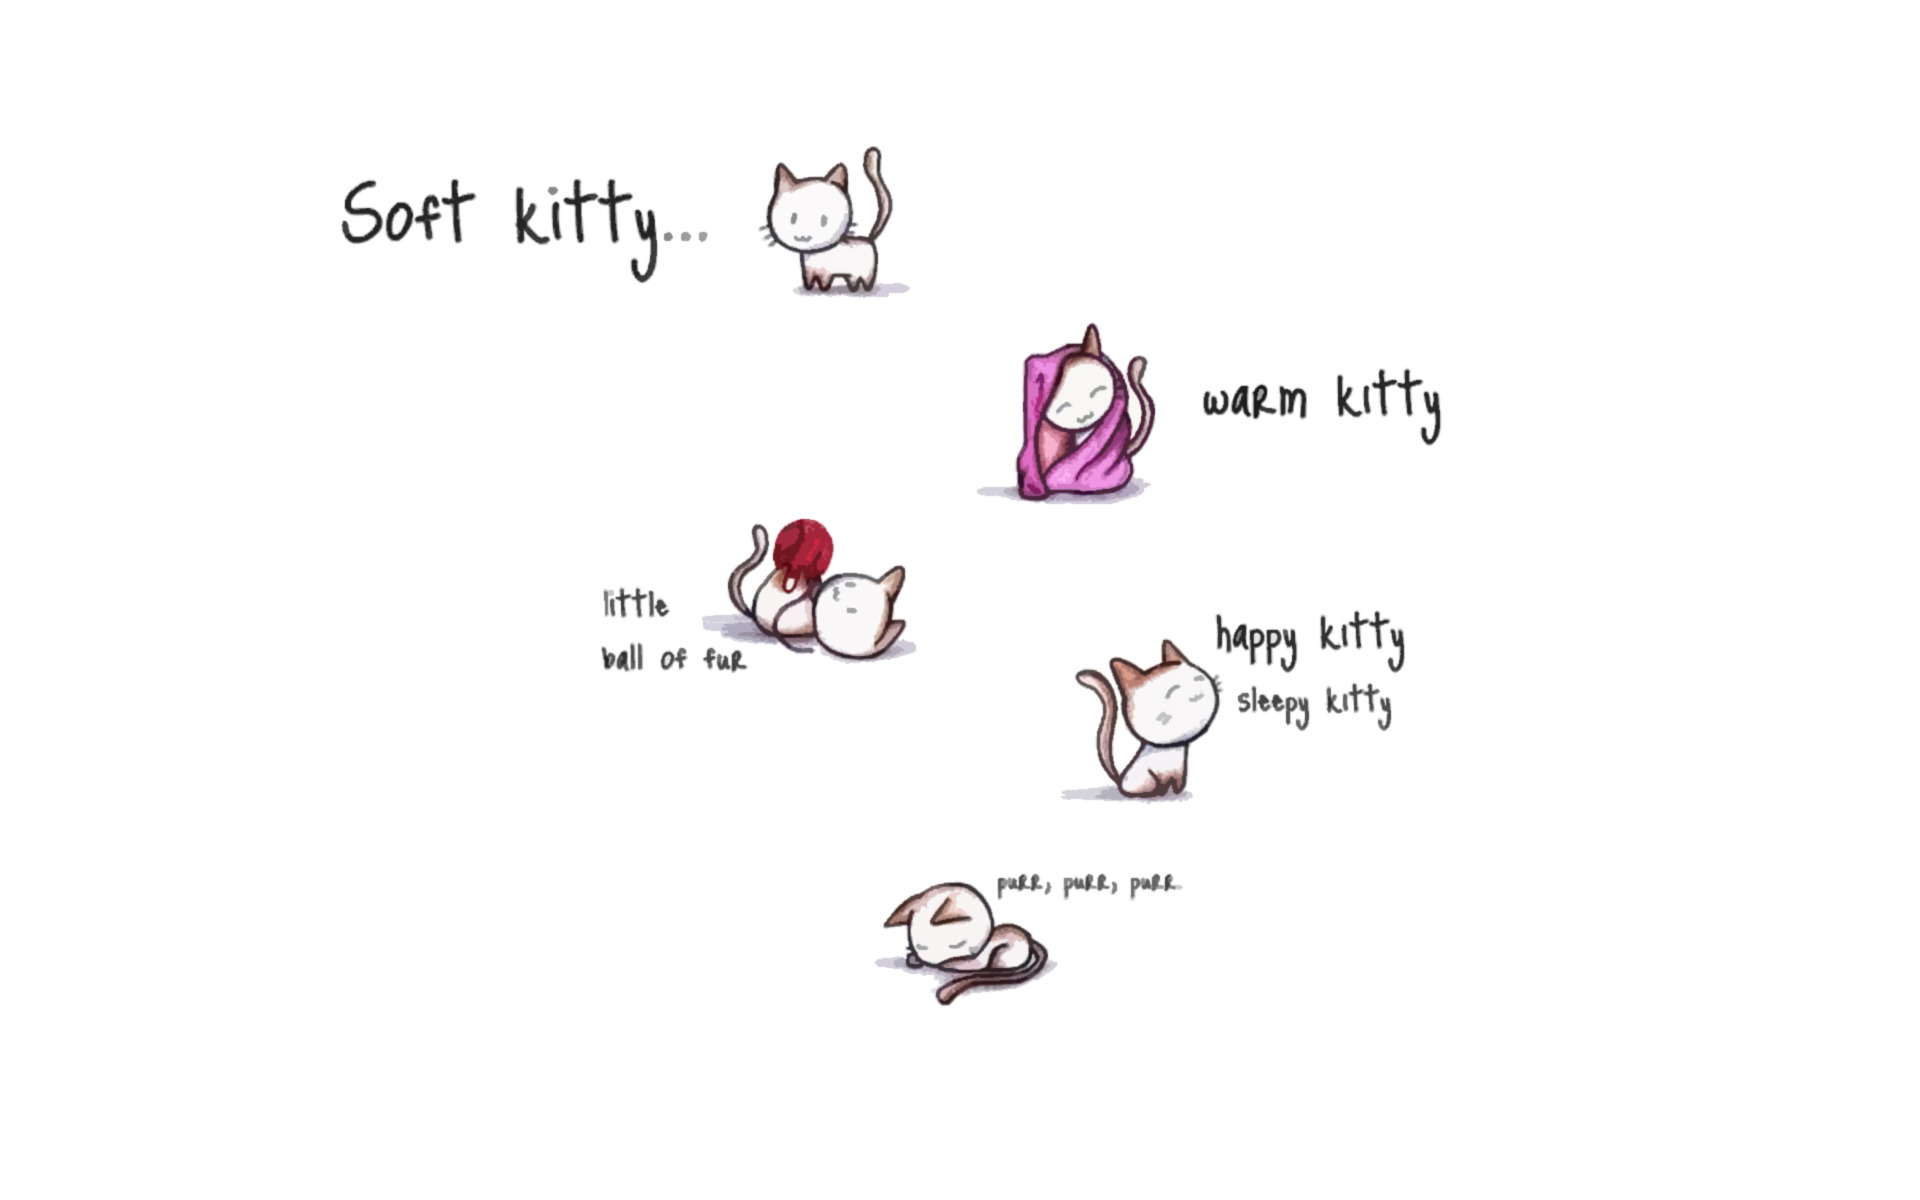 Soft kitty...
warm kitty
little
ball of fur
happy kitty
sleepy kitty
purr, purr, purr